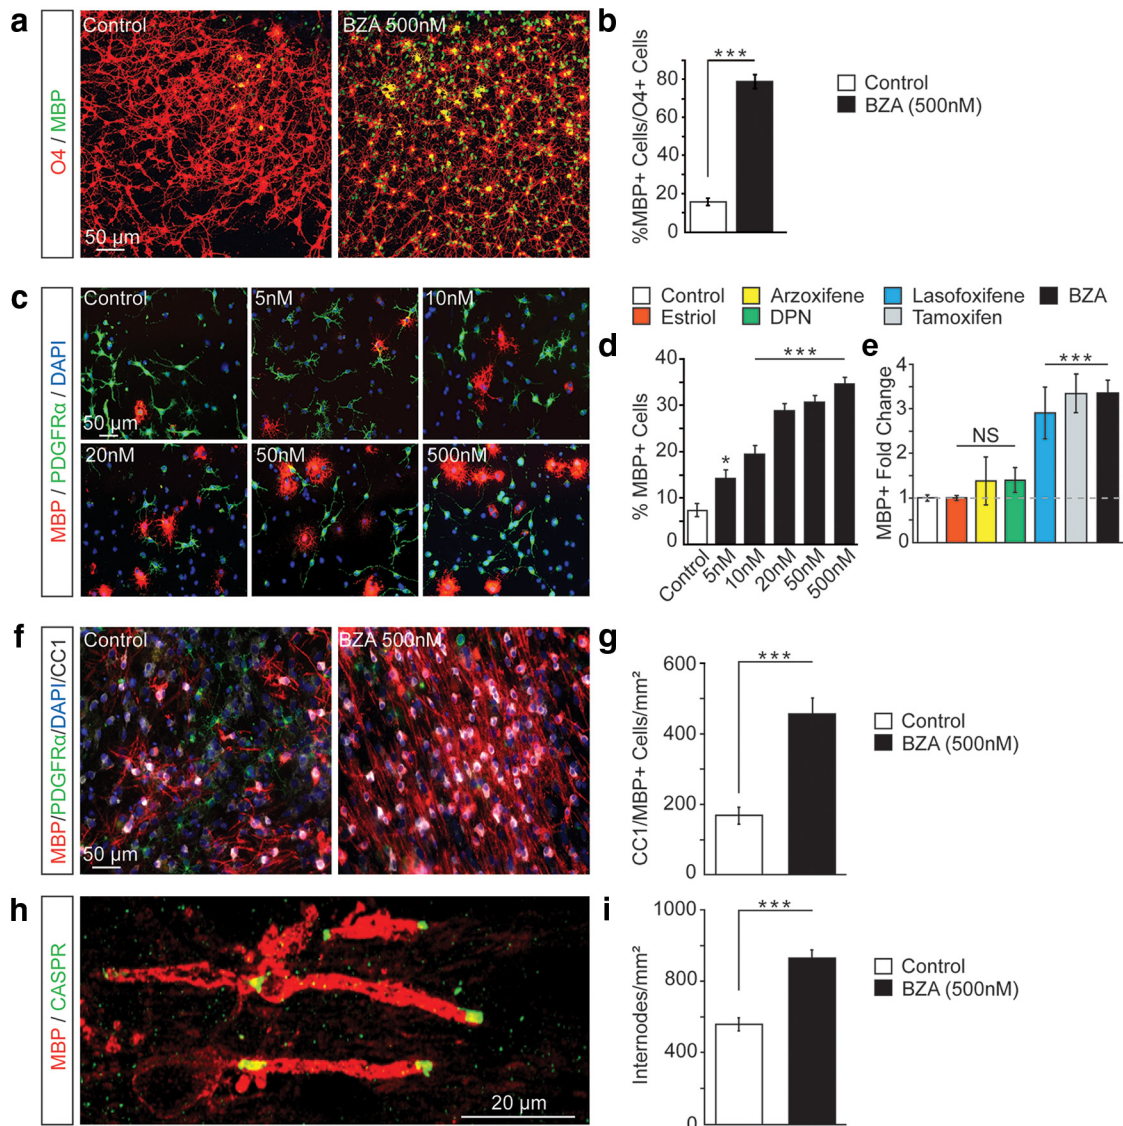 a
O4 / MBP
Control
50 µm
BZA 500nM
b
%MBP+ Cells/O4+ Cells
80
60
40
20
0
***
Control
BZA (500nM)
c
MBP / PDGFRα / DAPI
Control
50 µm
5nM
10nM
20nM
50nM
500nM
Control
Estriol
Arzoxifene
DPN
Lasofoxifene
Tamoxifen
BZA
d
% MBP+ Cells
40
30
20
10
0
*
***
Control
5nM
10nM
20nM
50nM
500nM
e
MBP+ Fold Change
4
3
2
1
0
NS
***
f
MBP/PDGFRα/DAPI/CC1
Control
50 µm
BZA 500nM
g
CC1/MBP+ Cells/mm²
600
400
200
0
***
Control
BZA (500nM)
h
MBP / CASPR
20 µm
i
Internodes/mm²
1000
800
400
0
***
Control
BZA (500nM)